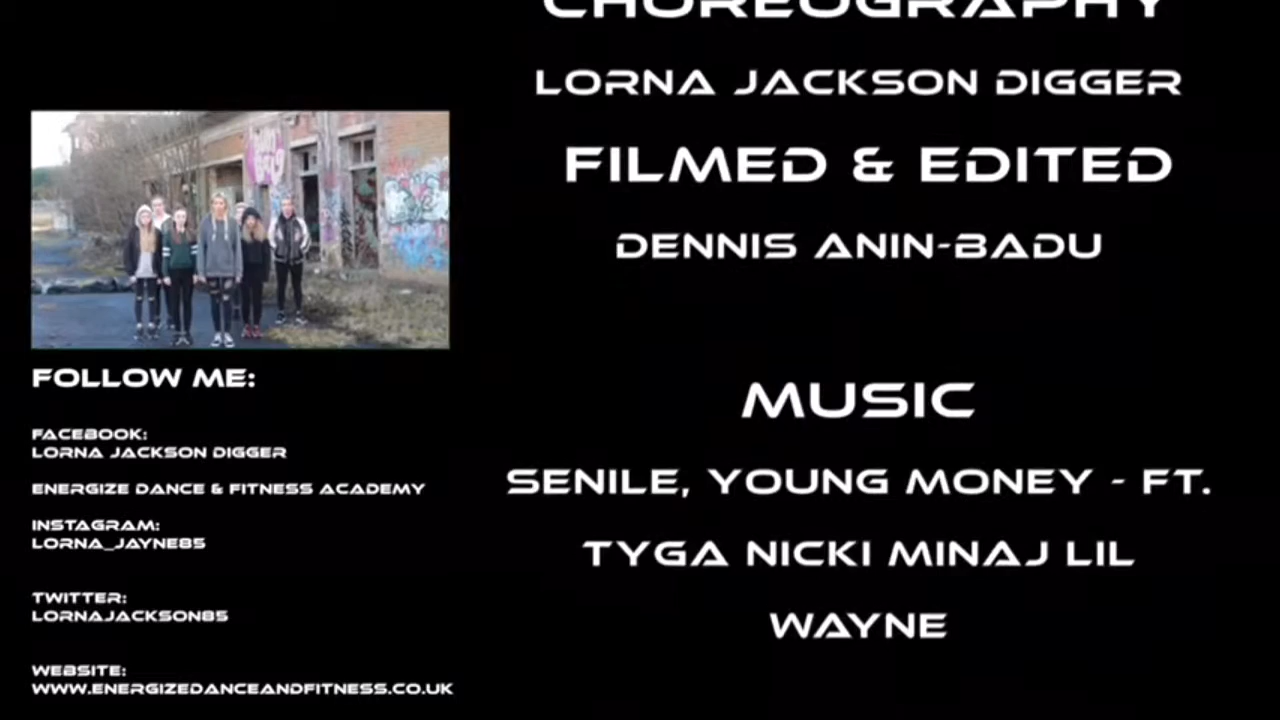 CHOREOGRAPHY
LORNA JACKSON DIGGER
FILMED & EDITED
DENNIS ANIN-BADU
MUSIC
SENILE, YOUNG MONEY - FT.
TYGA NICKI MINAJ LIL
WAYNE
FOLLOW ME:
FACEBOOK:
LORNA JACKSON DIGGER
ENERGIZE DANCE & FITNESS ACADEMY
INSTAGRAM:
LORNA_JAYNE85
TWITTER:
LORNAJACKSON85
WEBSITE:
WWW.ENERGIZEDANCEANDFITNESS.CO.UK